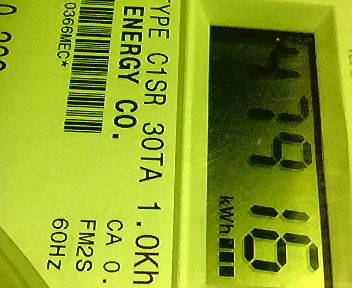 47916
kWh
TYPE C1SR 30TA 1.0Kh
ENERGY CO.
CA 0.
FM2S
60HZ
0366MEC*